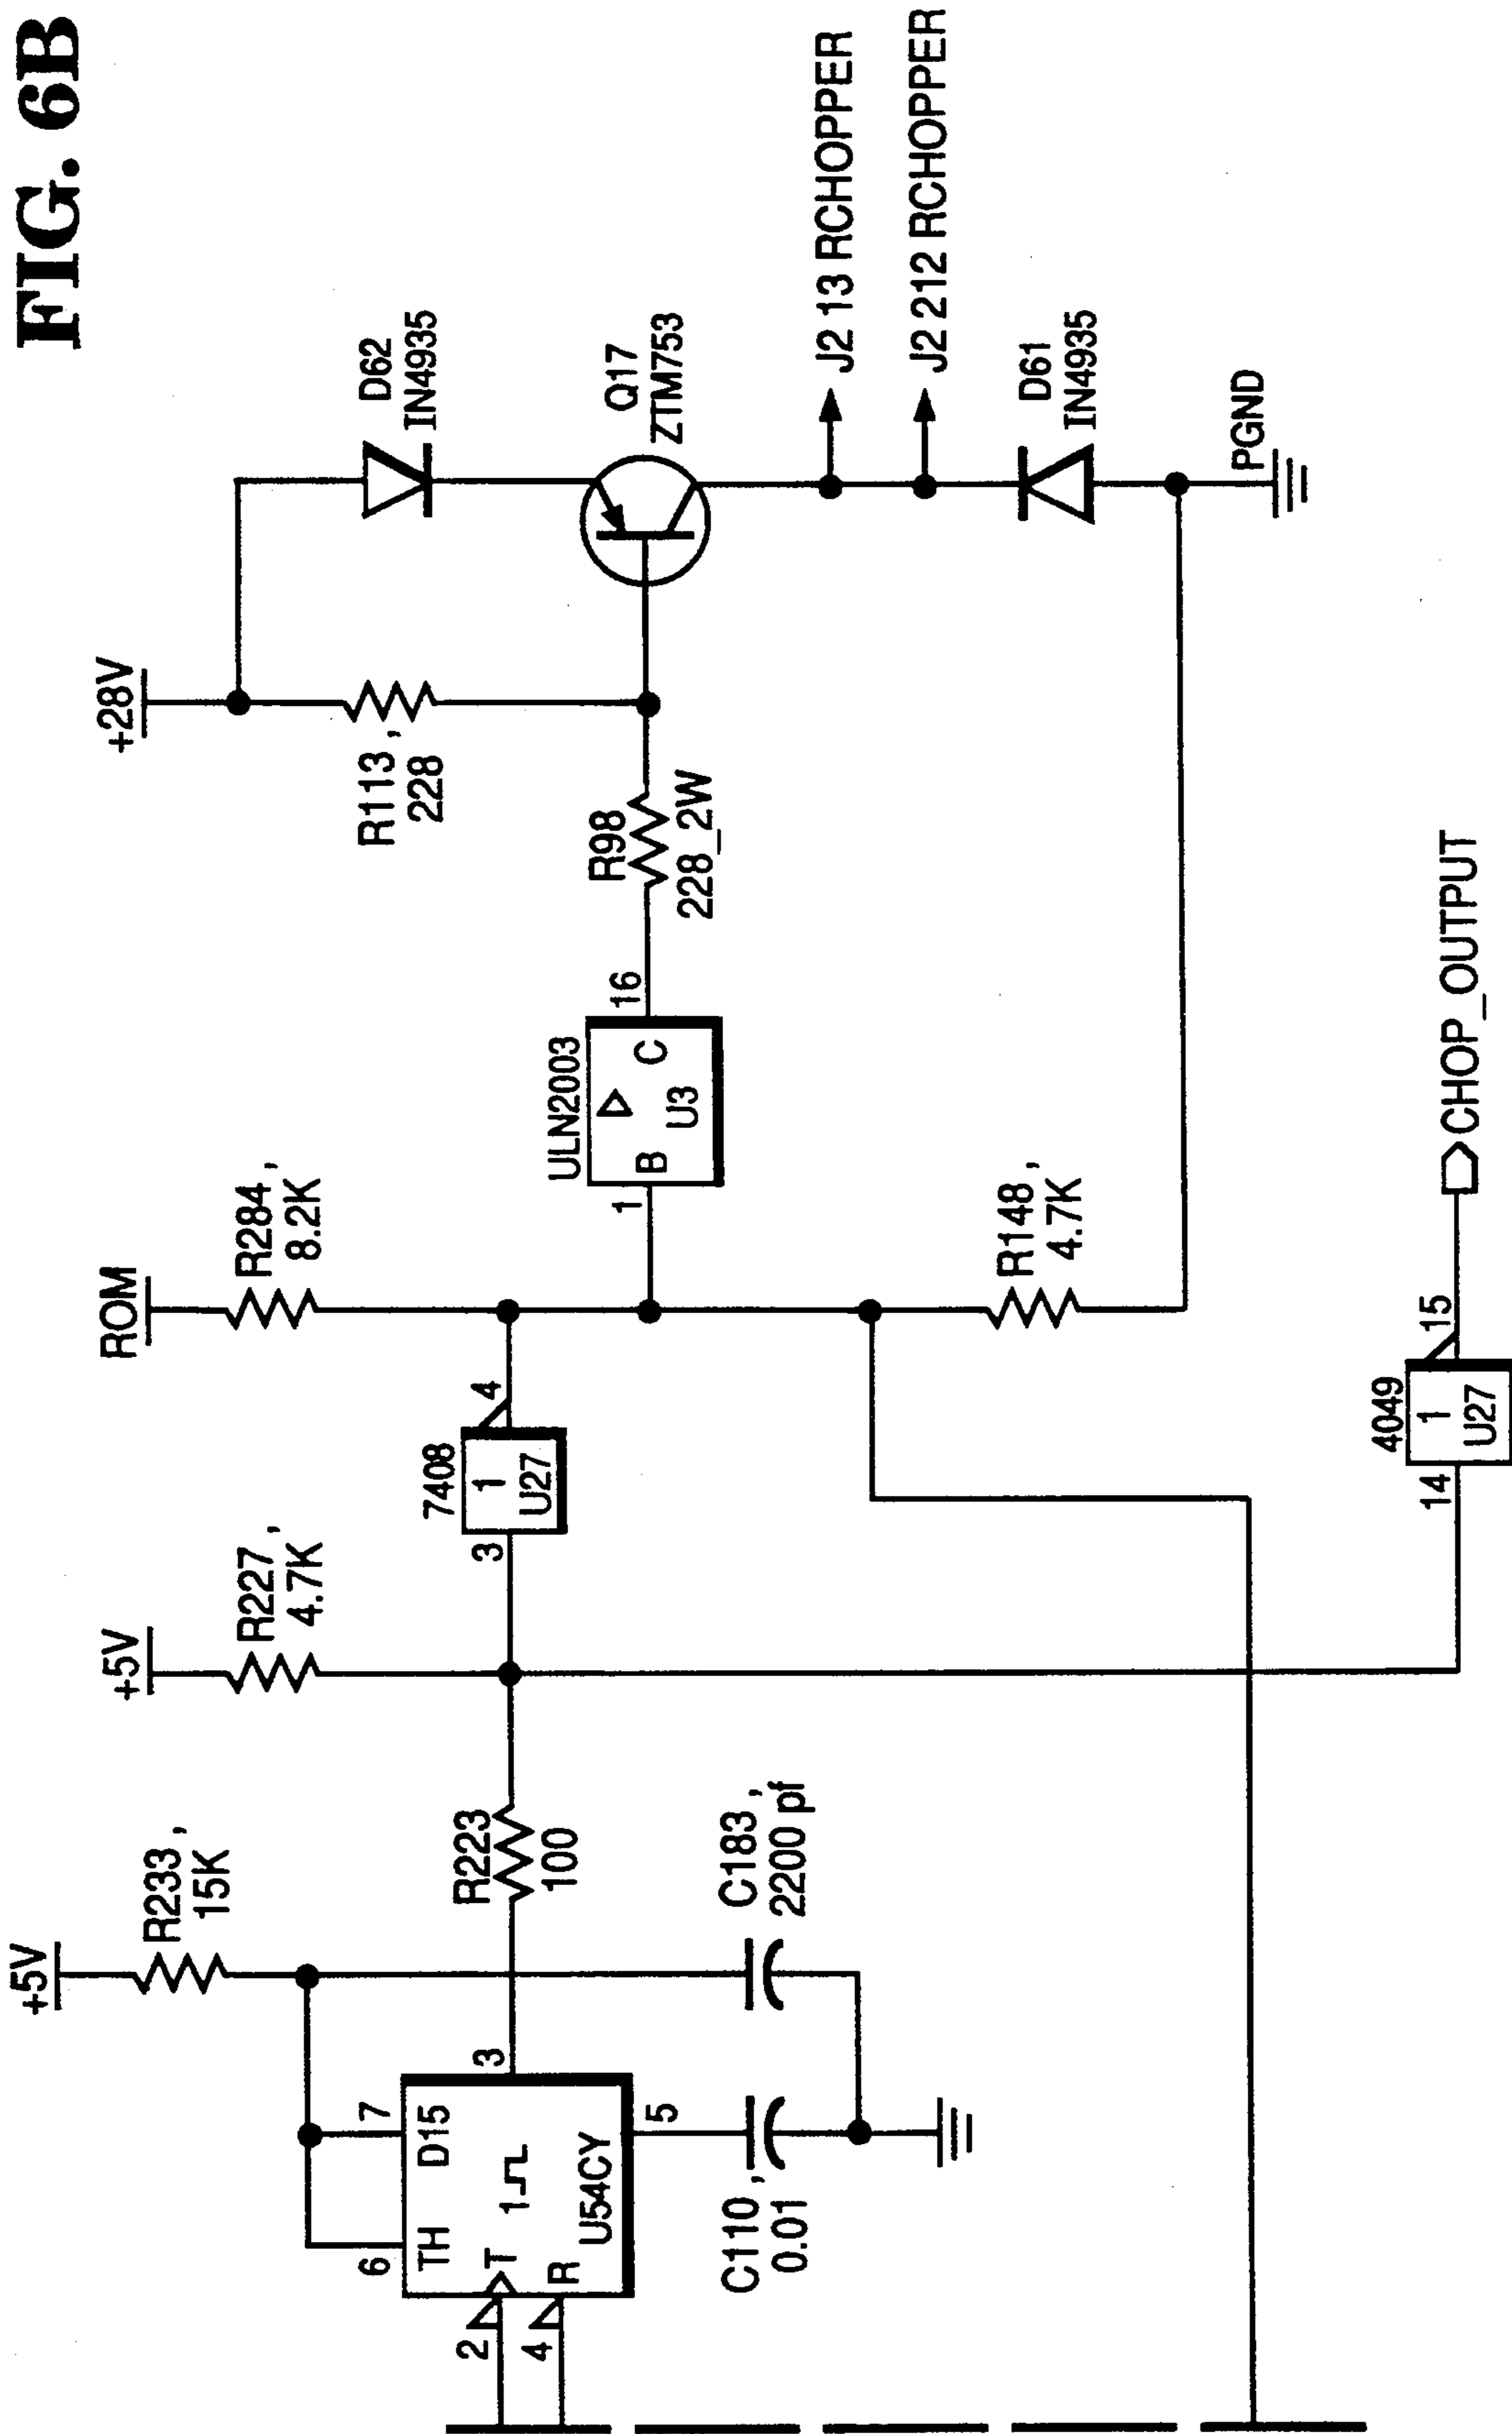 FIG. 6B
+5V
R233,
15K
6
7
TH
D15
2
T
1
3
4
R
U54CY
5
C110,
0.01
C183,
2200 pf
R223
100
+5V
R227,
4.7K
3
7408
1
U27
4
ROM
R284,
8.2K
ULN2003
1
B
C
U3
16
R148,
4.7K
R98
228_2W
+28V
R113,
228
D62
IN4935
Q17
ZTM753
J2 13 RCHOPPER
J2 212 RCHOPPER
D61
IN4935
PGND
14
4049
1
U27
15
CHOP_OUTPUT